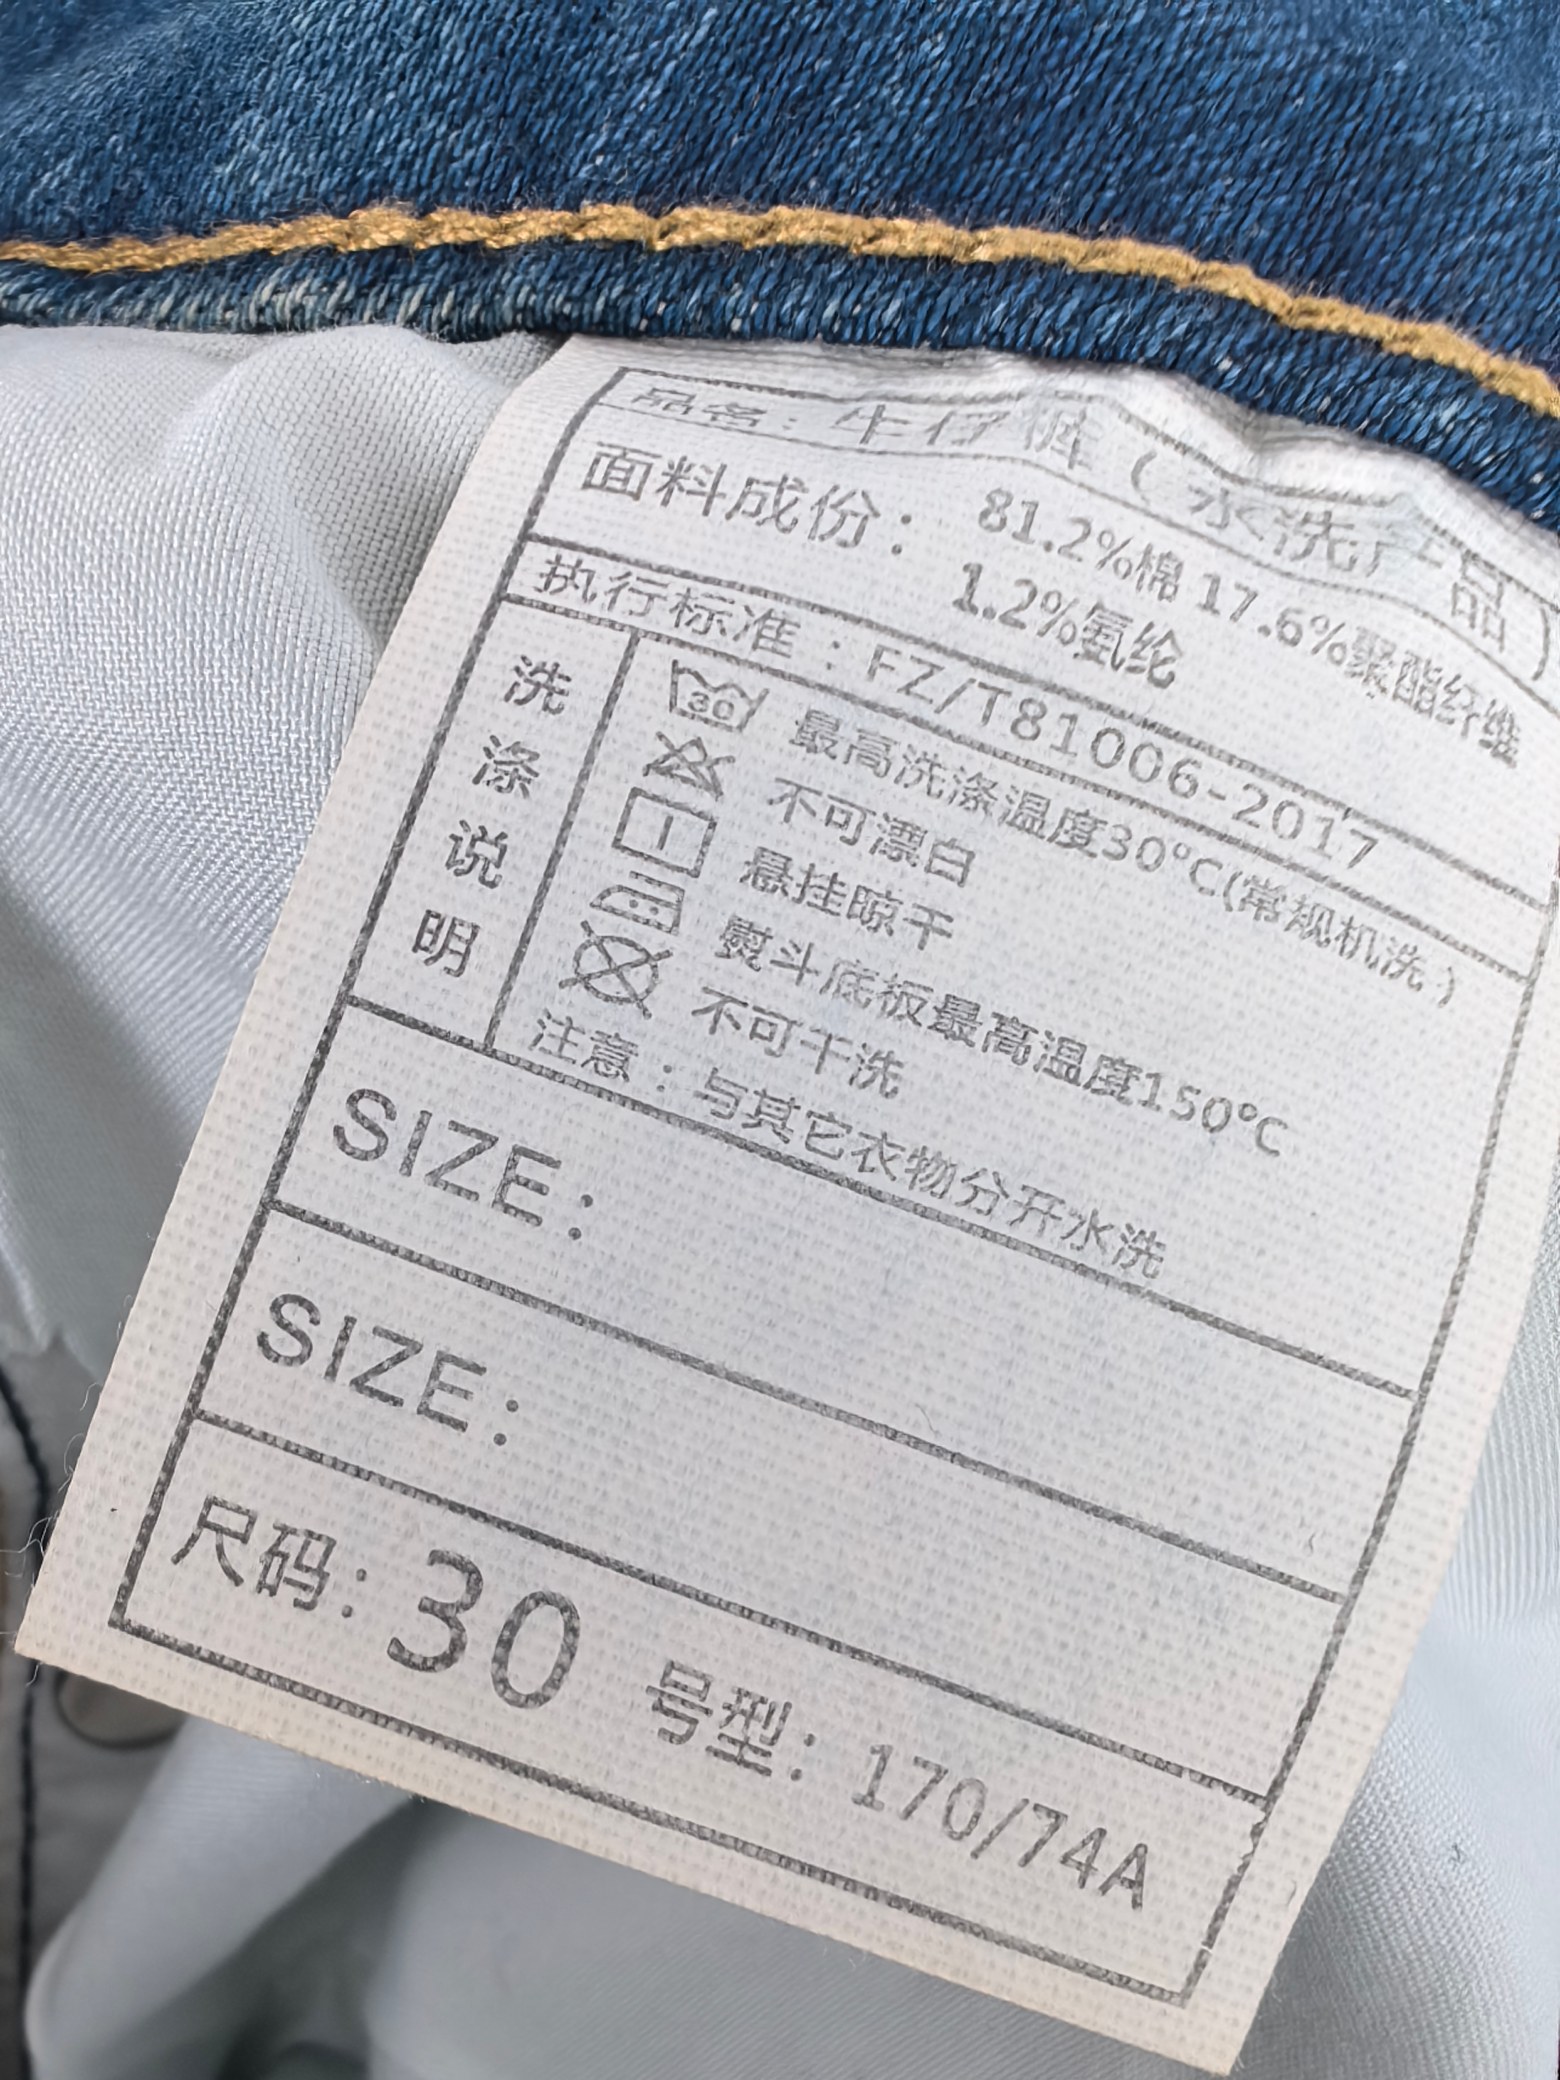 品名：牛仔裤（水洗产品）
面料成份：81.2%棉 17.6%聚酯纤维
1.2%氨纶
执行标准：FZ/T81006-2017
洗涤说明
30 最高洗涤温度30℃(常规机洗)
不可漂白
悬挂晾干
熨斗底板最高温度150℃
不可干洗
注意：与其它衣物分开水洗
SIZE:
SIZE:
尺码: 30 号型: 170/74A